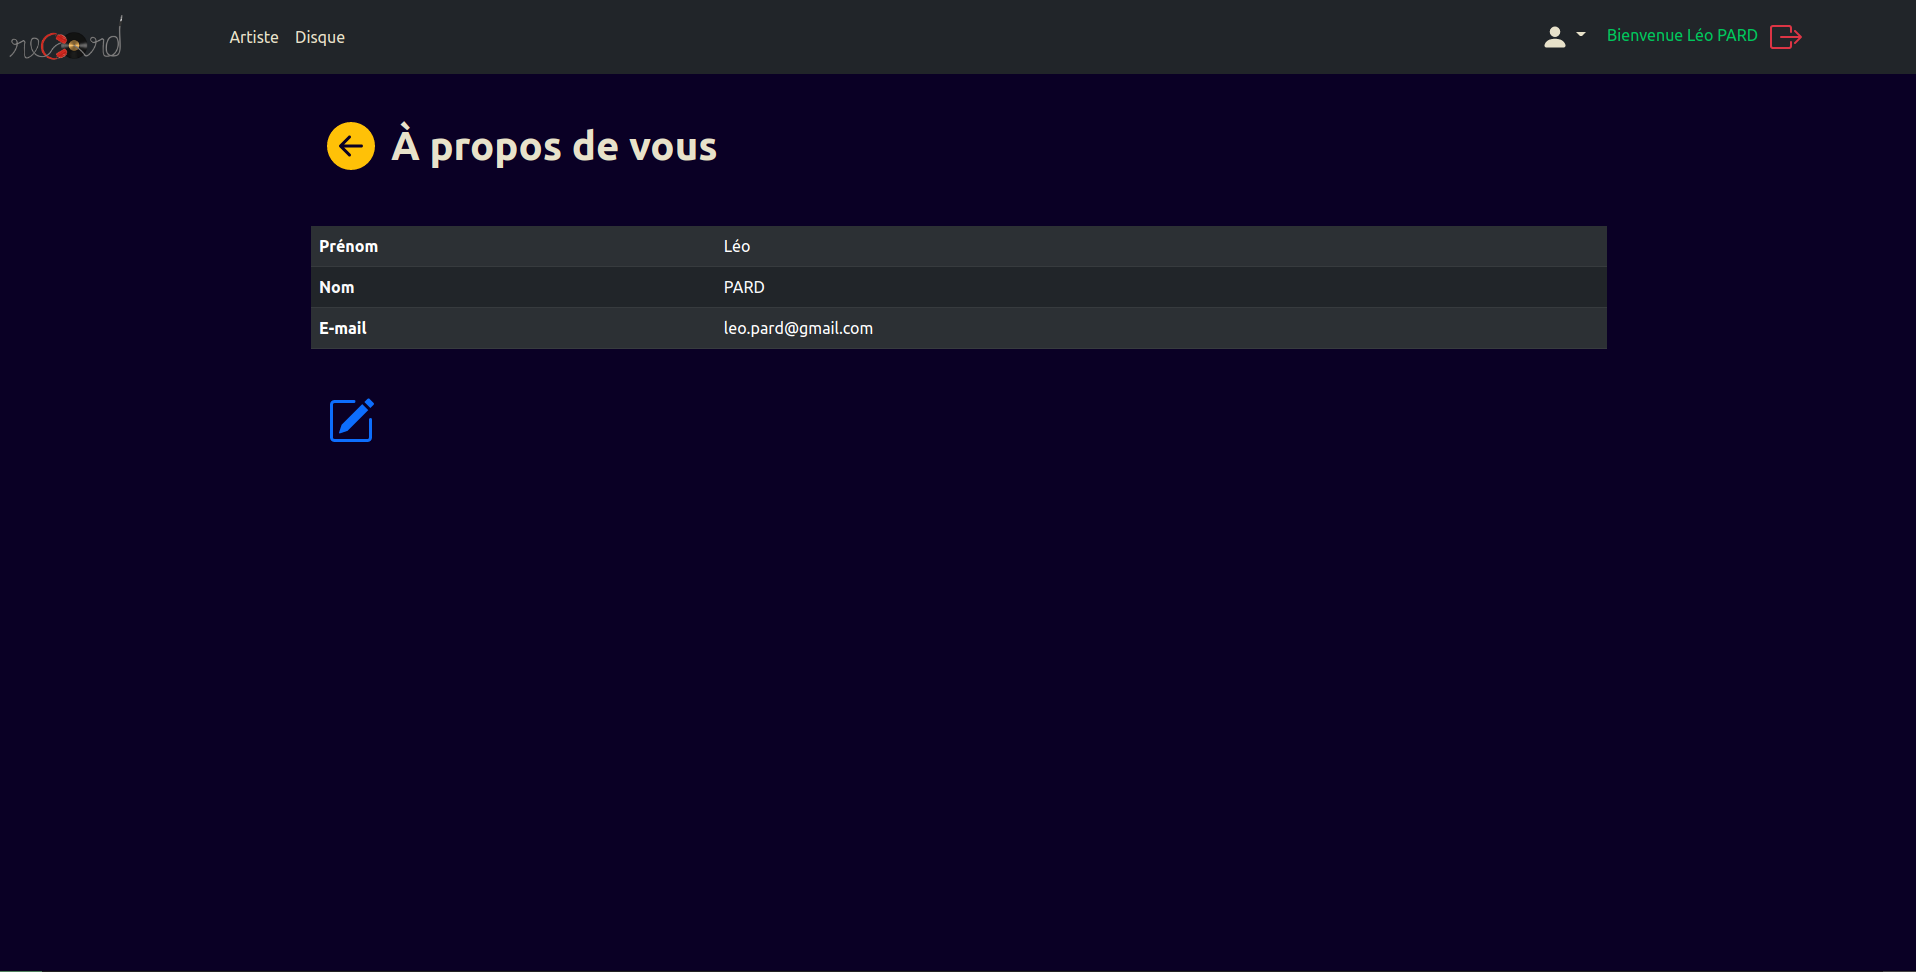 record
Artiste Disque
Bienvenue Léo PARD
À propos de vous
Prénom Léo
Nom PARD
E-mail leo.pard@gmail.com